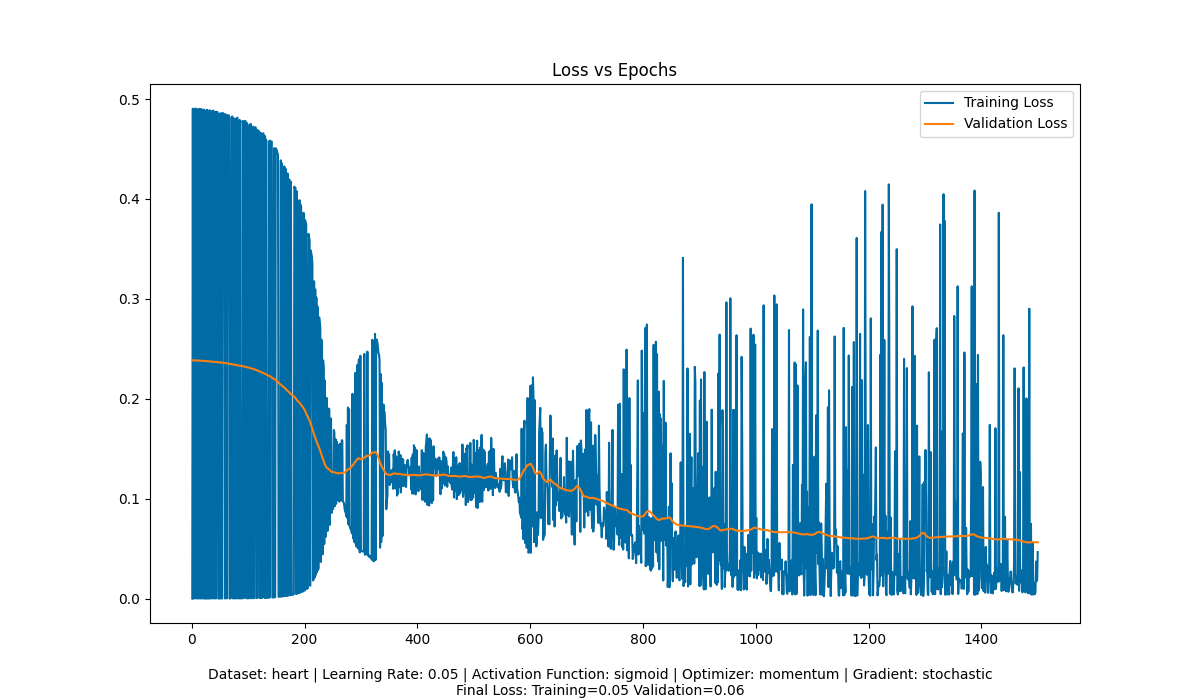 Loss vs Epochs
Training Loss
Validation Loss
0.5
0.4
0.3
0.2
0.1
0.0
0 200 400 600 800 1000 1200 1400
Dataset: heart | Learning Rate: 0.05 | Activation Function: sigmoid | Optimizer: momentum | Gradient: stochastic
Final Loss: Training=0.05 Validation=0.06